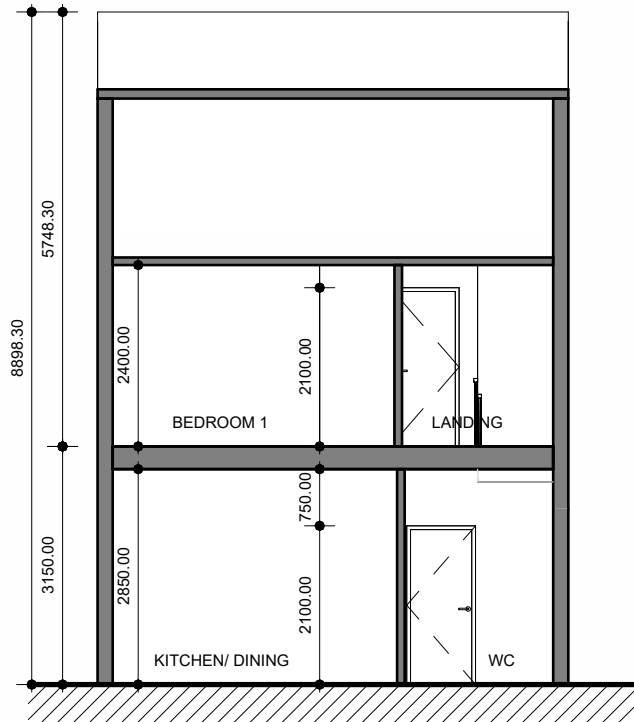 5748.30
8898.30
2400.00
2100.00
BEDROOM 1
LANDING
750.00
3150.00
2850.00
2100.00
KITCHEN/ DINING
WC